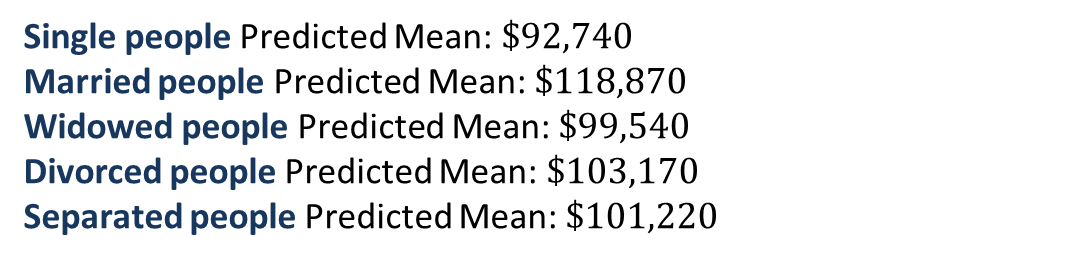 Single people Predicted Mean: $92,740
Married people Predicted Mean: $118,870
Widowed people Predicted Mean: $99,540
Divorced people Predicted Mean: $103,170
Separated people Predicted Mean: $101,220